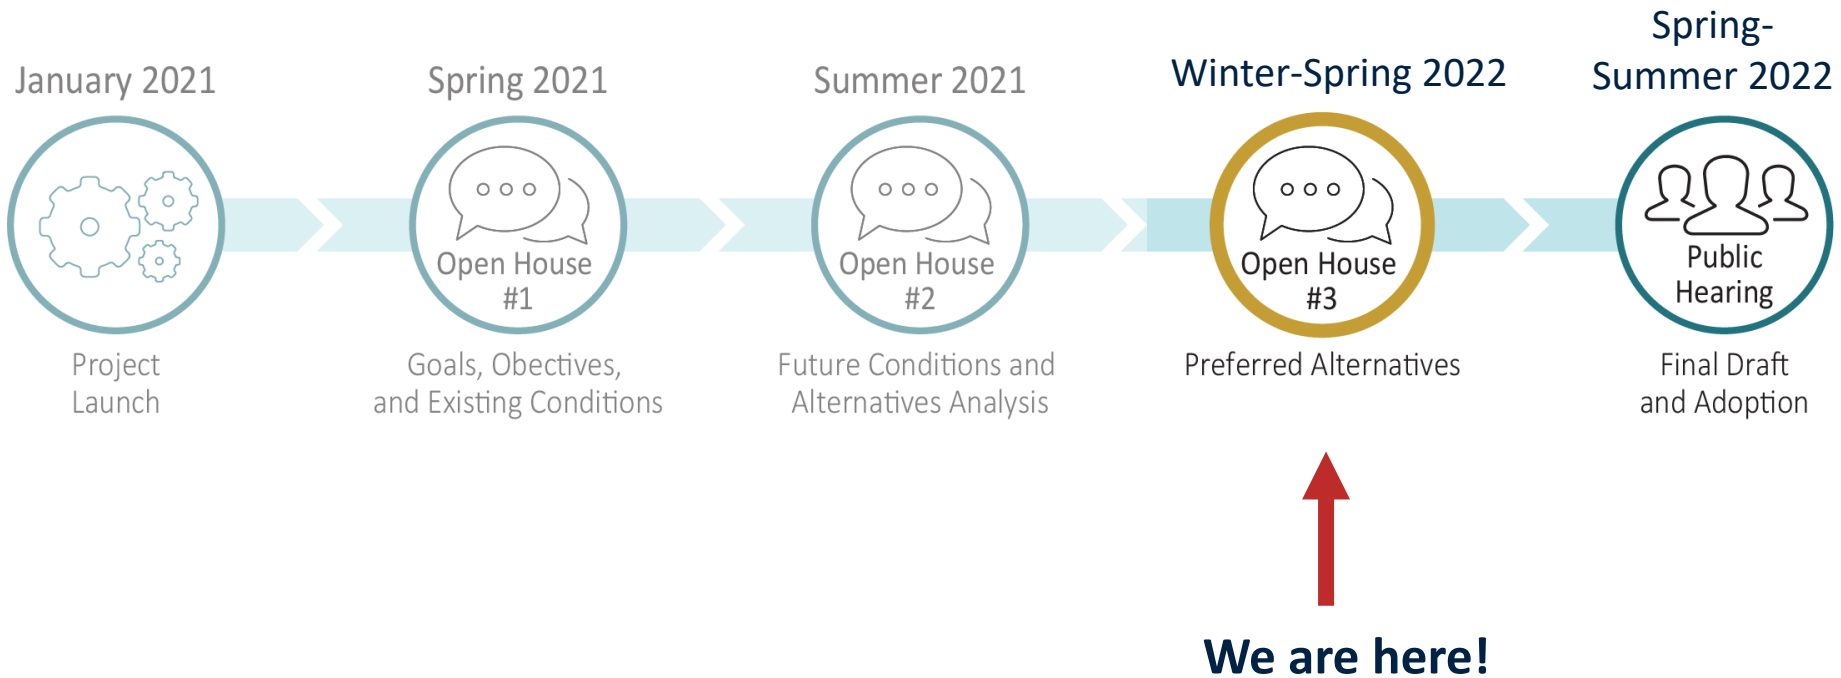 January 2021
Project
Launch
Spring 2021
Open House
#1
Goals, Obectives,
and Existing Conditions
Summer 2021
Open House
#2
Future Conditions and
Alternatives Analysis
Winter-Spring 2022
Open House
#3
Preferred Alternatives
Spring-
Summer 2022
Public
Hearing
Final Draft
and Adoption
We are here!